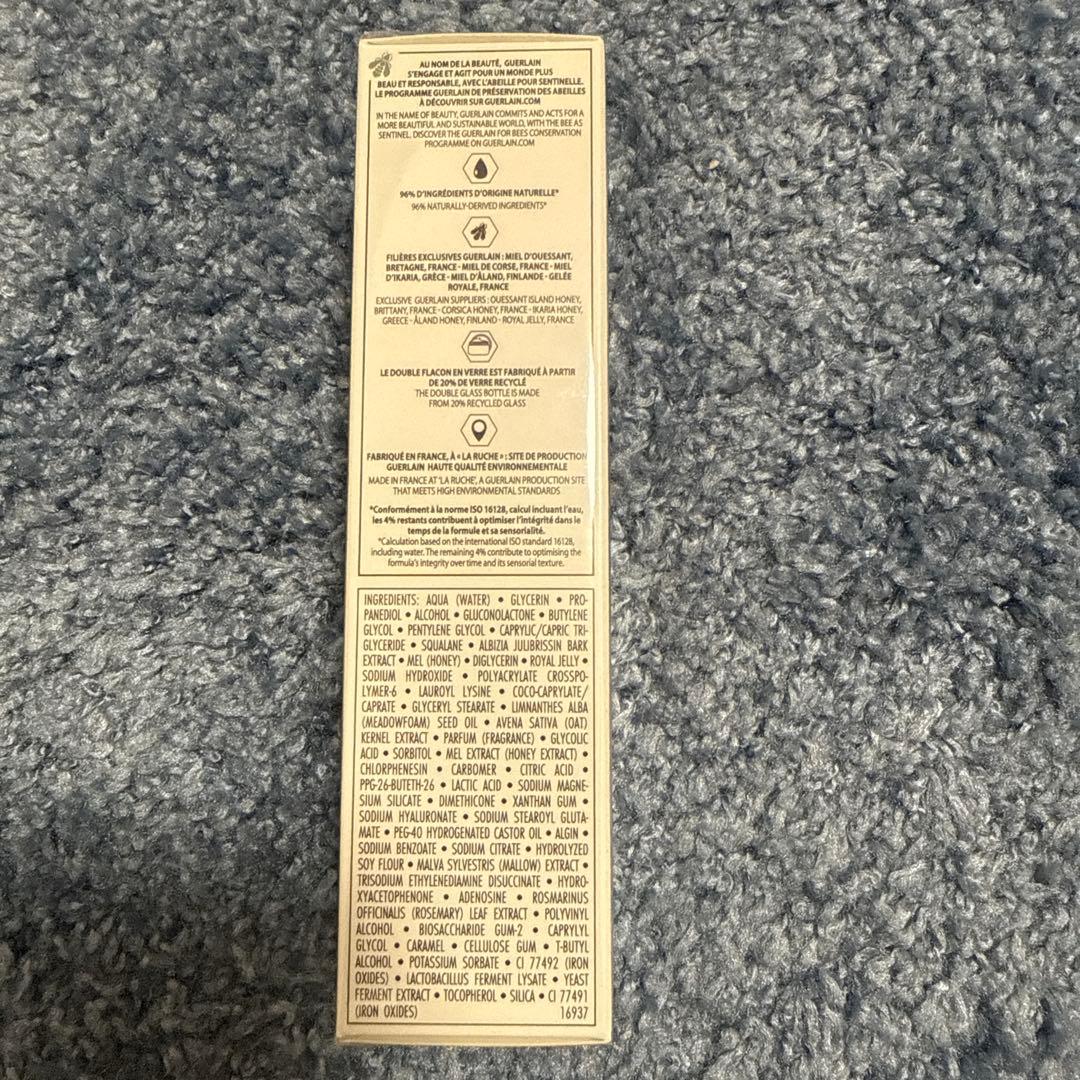 AU NOM DE LA BEAUTÉ, GUERLAIN
S'ENGAGE ET AGIT POUR UN MONDE PLUS
BEAU ET RESPONSABLE, AVEC L'ABEILLE POUR SENTINELLE.
LE PROGRAMME GUERLAIN DE PRÉSERVATION DES ABEILLES
À DÉCOUVRIR SUR GUERLAIN.COM
IN THE NAME OF BEAUTY, GUERLAIN COMMITS AND ACTS FOR A
MORE BEAUTIFUL AND SUSTAINABLE WORLD, WITH THE BEE AS
SENTINEL. DISCOVER THE GUERLAIN FOR BEES CONSERVATION
PROGRAMME ON GUERLAIN.COM
96% D'INGRÉDIENTS D'ORIGINE NATURELLE*
96% NATURALLY-DERIVED INGREDIENTS*
FILIÈRES EXCLUSIVES GUERLAIN : MIEL D'OUESSANT,
BRETAGNE, FRANCE - MIEL DE CORSE, FRANCE - MIEL
D'IKARIA, GRÈCE - MIEL D'ÅLAND, FINLANDE - GELÉE
ROYALE, FRANCE
EXCLUSIVE GUERLAIN SUPPLIERS : OUESSANT ISLAND HONEY,
BRITTANY, FRANCE - CORSICA HONEY, FRANCE - IKARIA HONEY,
GREECE - ÅLAND HONEY, FINLAND - ROYAL JELLY, FRANCE
LE DOUBLE FLACON EN VERRE EST FABRIQUÉ À PARTIR
DE 20% DE VERRE RECYCLÉ
THE DOUBLE GLASS BOTTLE IS MADE
FROM 20% RECYCLED GLASS
FABRIQUÉ EN FRANCE, À « LA RUCHE » : SITE DE PRODUCTION
GUERLAIN HAUTE QUALITÉ ENVIRONNEMENTALE
MADE IN FRANCE AT 'LA RUCHE', A GUERLAIN PRODUCTION SITE
THAT MEETS HIGH ENVIRONMENTAL STANDARDS
*Conformément à la norme ISO 16128, calcul incluant l'eau,
les 4% restants contribuent à optimiser l'intégrité dans le
temps de la formule et sa sensorialité.
*Calculation based on the international ISO standard 16128,
including water. The remaining 4% contribute to optimising the
formula's integrity over time and its sensorial texture.
INGREDIENTS: AQUA (WATER) • GLYCERIN • PRO-
PANEDIOL • ALCOHOL • GLUCONOLACTONE • BUTYLENE
GLYCOL • PENTYLENE GLYCOL • CAPRYLIC/CAPRIC TRI-
GLYCERIDE • SQUALANE • ALBIZIA JULIBRISSIN BARK
EXTRACT • MEL (HONEY) • DIGLYCERIN • ROYAL JELLY •
SODIUM HYDROXIDE • POLYACRYLATE CROSSPO-
LYMER-6 • LAUROYL LYSINE • COCO-CAPRYLATE/
CAPRATE • GLYCERYL STEARATE • LIMNANTHES ALBA
(MEADOWFOAM) SEED OIL • AVENA SATIVA (OAT)
KERNEL EXTRACT • PARFUM (FRAGRANCE) • GLYCOLIC
ACID • SORBITOL • MEL EXTRACT (HONEY EXTRACT) •
CHLORPHENESIN • CARBOMER • CITRIC ACID •
PPG-26-BUTETH-26 • LACTIC ACID • SODIUM MAGNE-
SIUM SILICATE • DIMETHICONE • XANTHAN GUM •
SODIUM HYALURONATE • SODIUM STEAROYL GLUTA-
MATE • PEG-40 HYDROGENATED CASTOR OIL • ALGIN •
SODIUM BENZOATE • SODIUM CITRATE • HYDROLYZED
SOY FLOUR • MALVA SYLVESTRIS (MALLOW) EXTRACT •
TRISODIUM ETHYLENEDIAMINE DISUCCINATE • HYDRO-
XYACETOPHENONE • ADENOSINE • ROSMARINUS
OFFICINALIS (ROSEMARY) LEAF EXTRACT • POLYVINYL
ALCOHOL • BIOSACCHARIDE GUM-2 • CAPRYLYL
GLYCOL • CARAMEL • CELLULOSE GUM • T-BUTYL
ALCOHOL • POTASSIUM SORBATE • CI 77492 (IRON
OXIDES) • LACTOBACILLUS FERMENT LYSATE • YEAST
FERMENT EXTRACT • TOCOPHEROL • SILICA • CI 77491
(IRON OXIDES) 16937